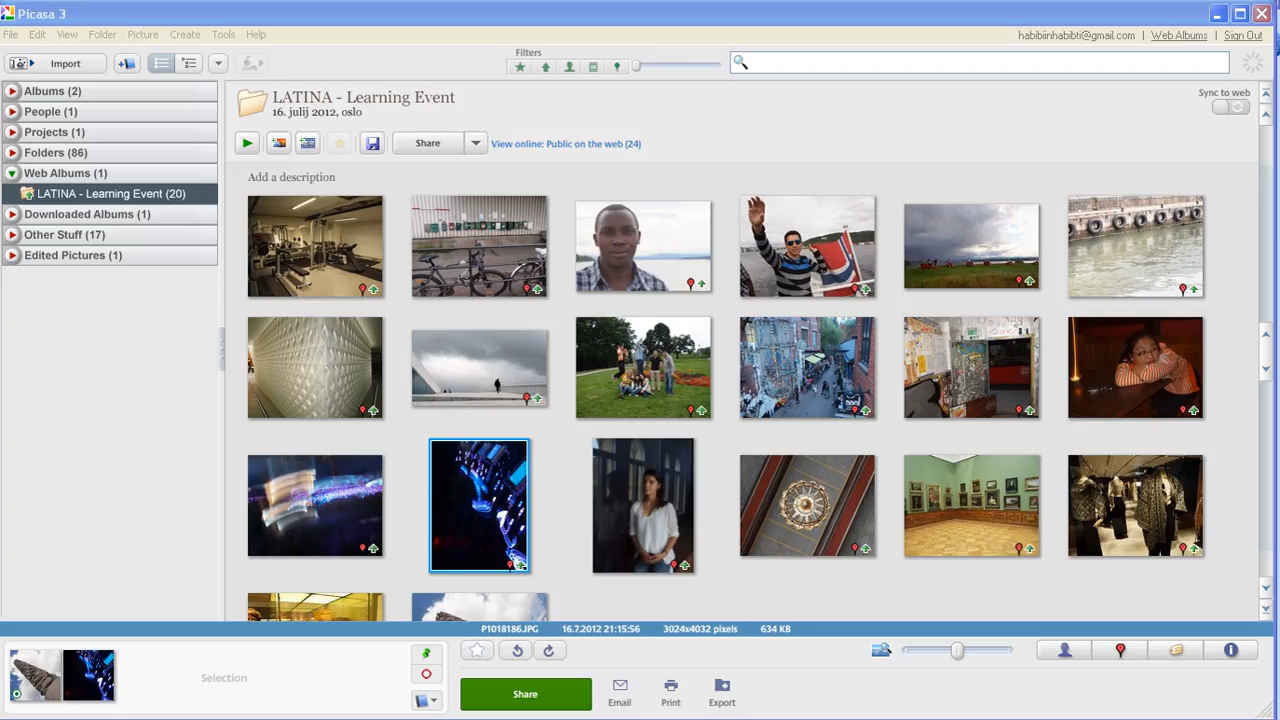 Picasa 3
File Edit View Folder Picture Create Tools Help
habibiinhabibti@gmail.com | Web Albums | Sign Out
Import
Filters
Albums (2)
People (1)
Projects (1)
Folders (86)
Web Albums (1)
LATINA - Learning Event (20)
Downloaded Albums (1)
Other Stuff (17)
Edited Pictures (1)
LATINA - Learning Event
16. julij 2012, oslo
Sync to web
Share
View online: Public on the web (24)
Add a description
P1018186.JPG 16.7.2012 21:15:56 3024x4032 pixels 634 KB
Selection
Share
Email
Print
Export